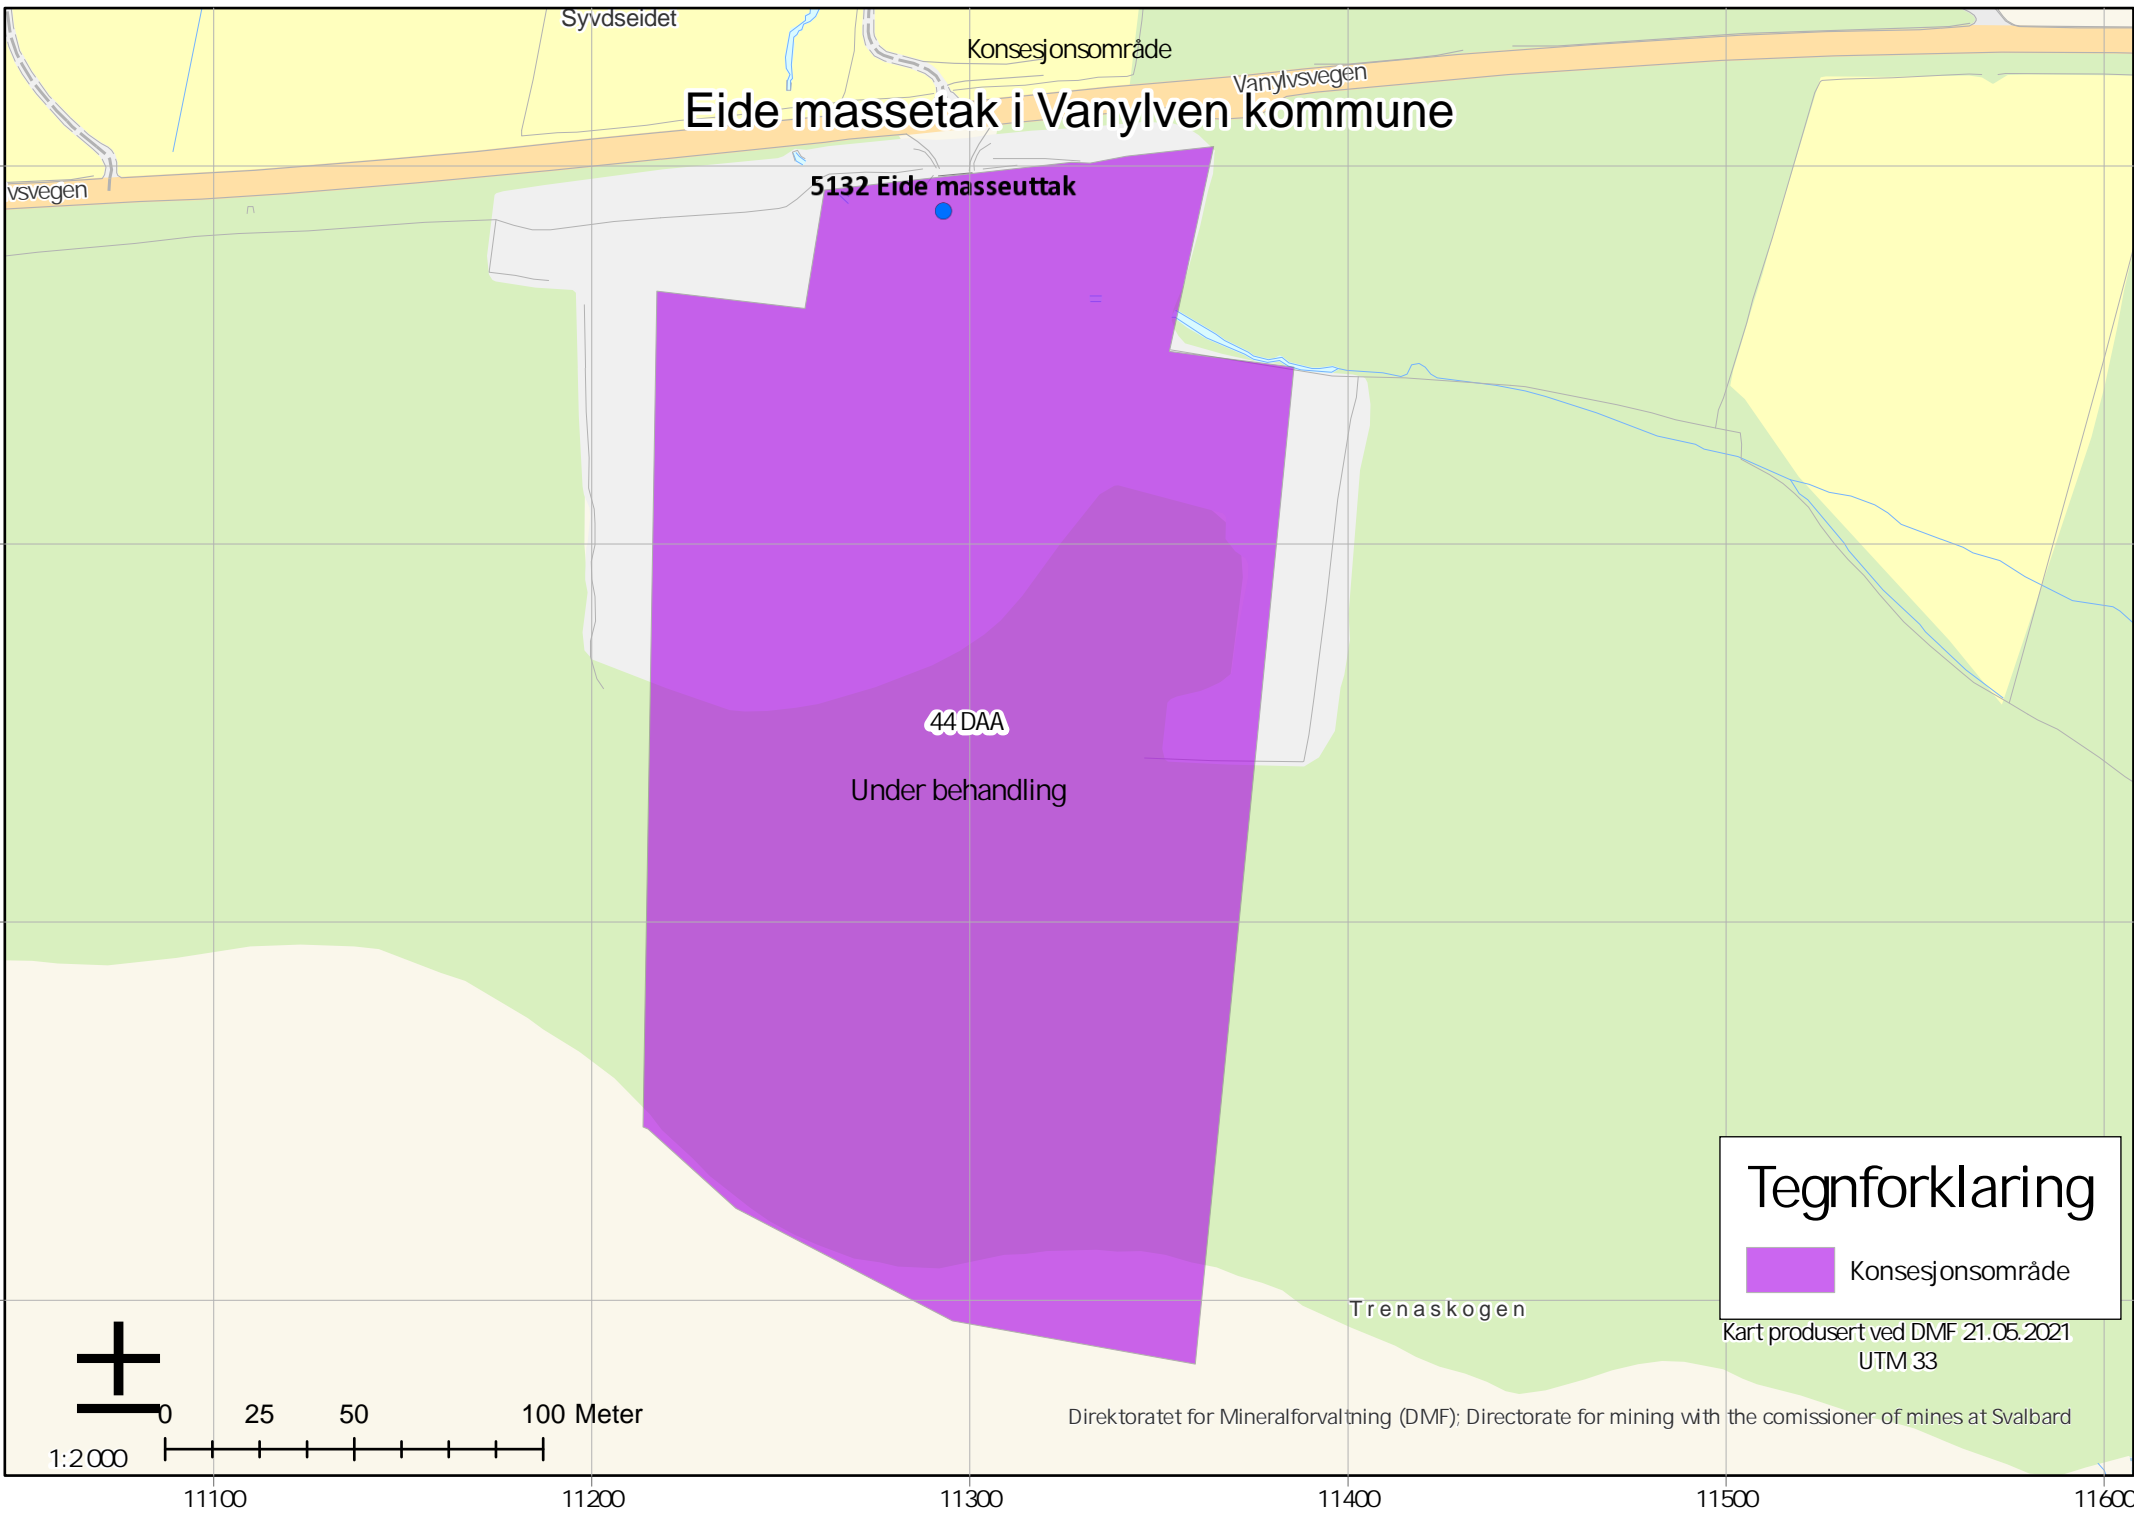 Syvdseidet
Konsesjonsområde
Vanylvsvegen
Eide massetak i Vanylven kommune
vsvegen
5132 Eide masseuttak
44 DAA
Under behandling
Tegnforklaring
Konsesjonsområde
Trenaskogen
Kart produsert ved DMF 21.05.2021
UTM 33
0 25 50 100 Meter
Direktoratet for Mineralforvaltning (DMF); Directorate for mining with the comissioner of mines at Svalbard
1:2 000
11100 11200 11300 11400 11500 11600